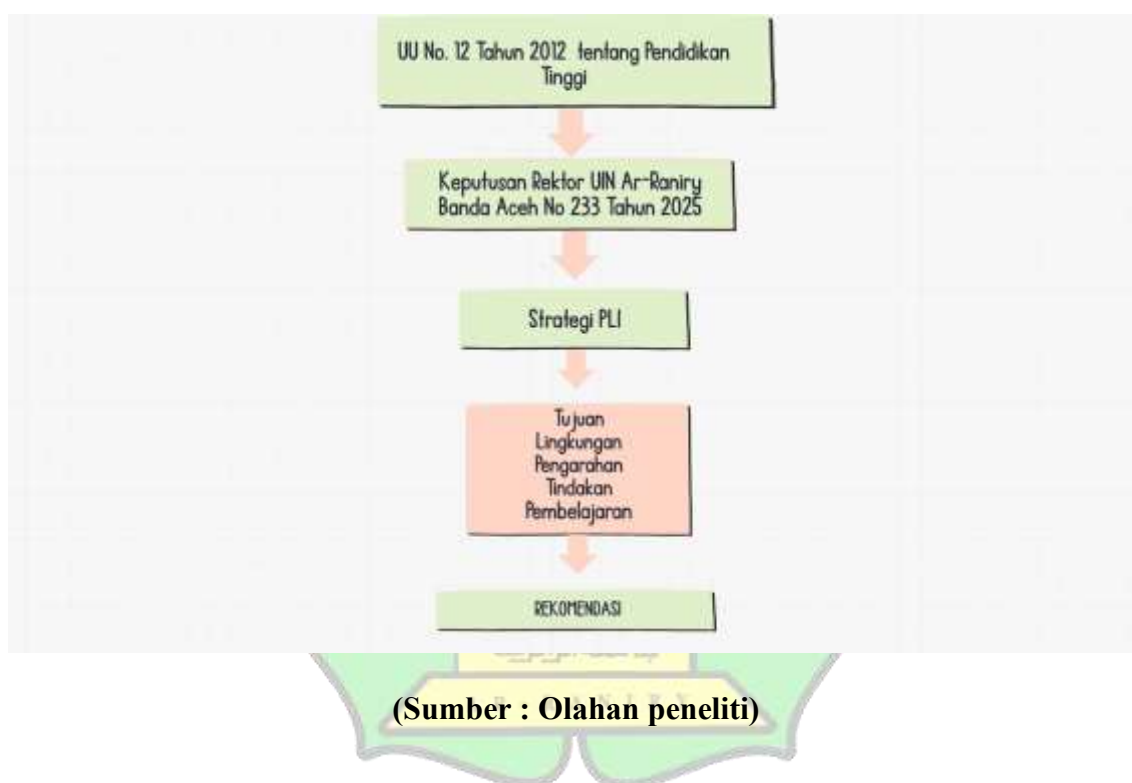 UU No. 12 Tahun 2012 tentang Pendidikan
Tinggi
Keputusan Rektor UIN Ar-Raniry
Banda Aceh No 233 Tahun 2025
Strategi PLI
Tujuan
Lingkungan
Pengarahan
Tindakan
Pembelajaran
REKOMENDASI
(Sumber : Olahan peneliti)